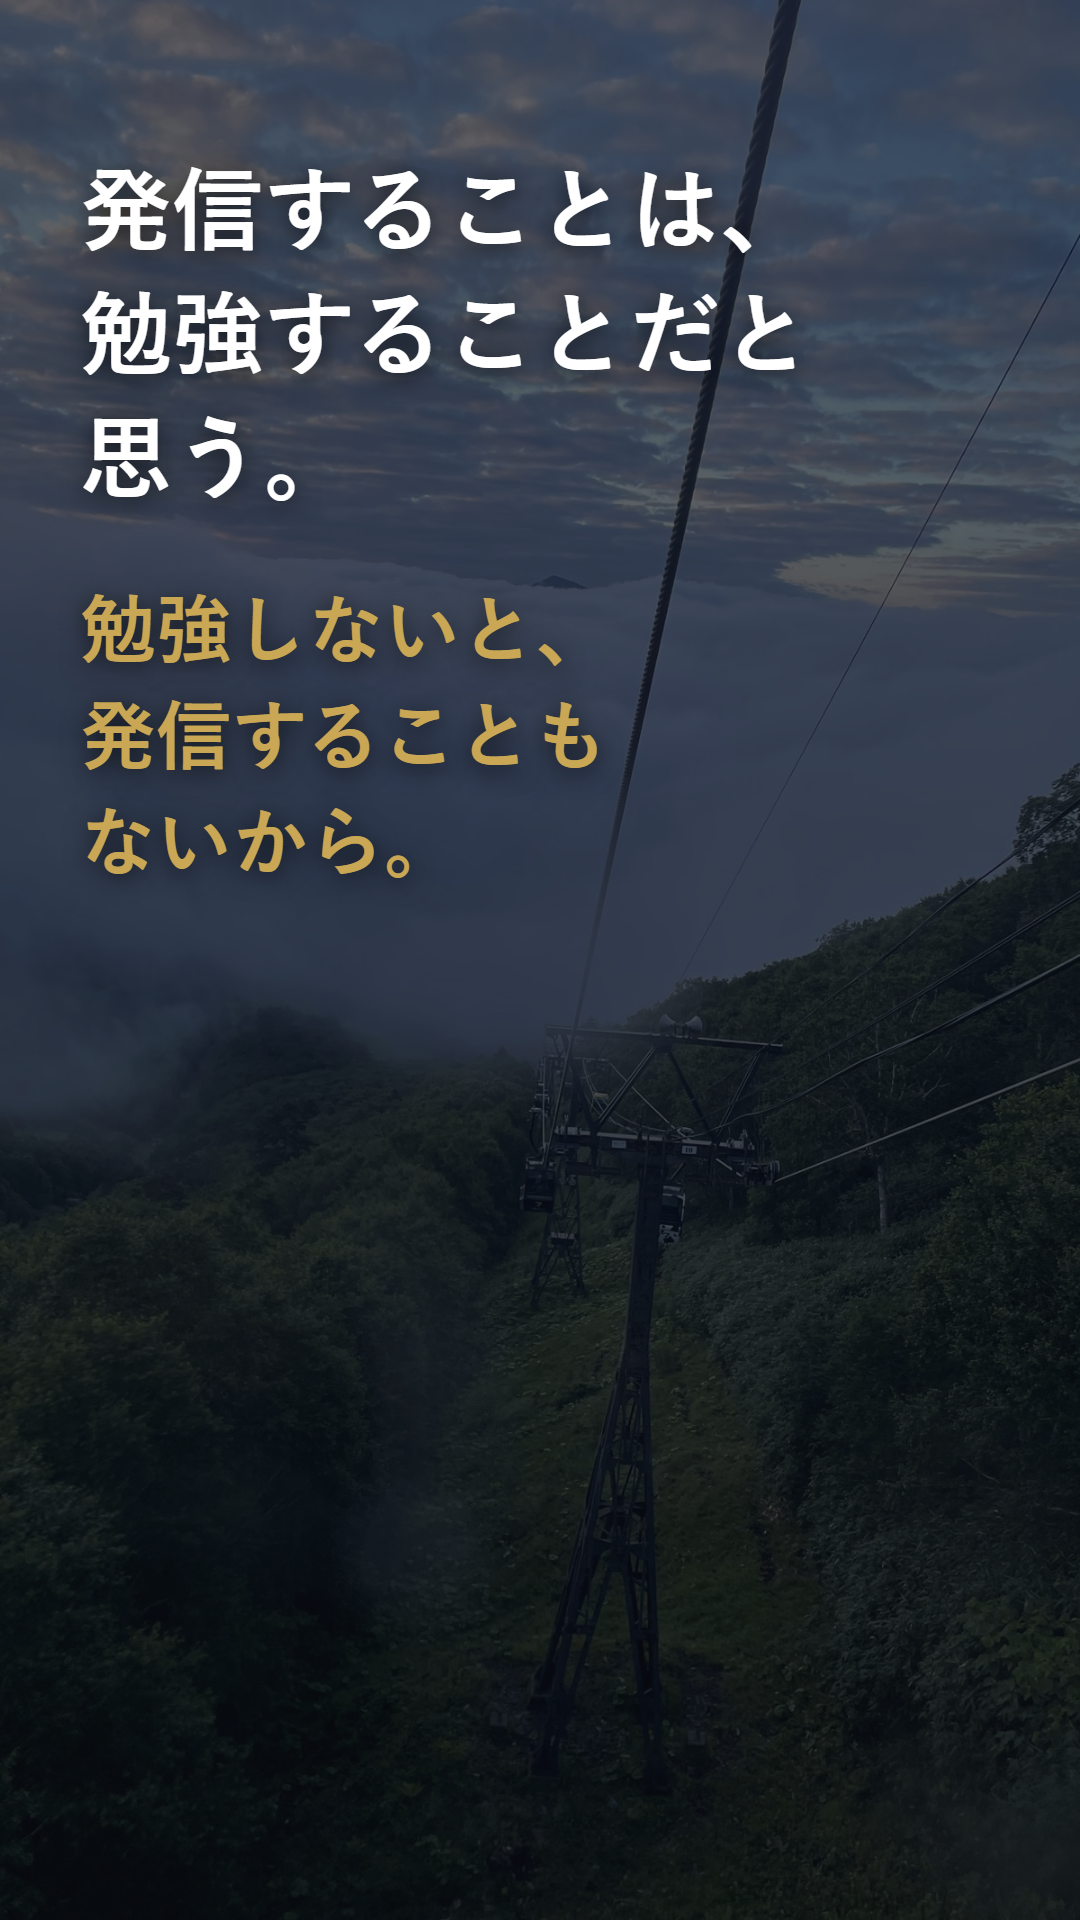 発信することは、
勉強することだと
思う。
勉強しないと、
発信することも
ないから。